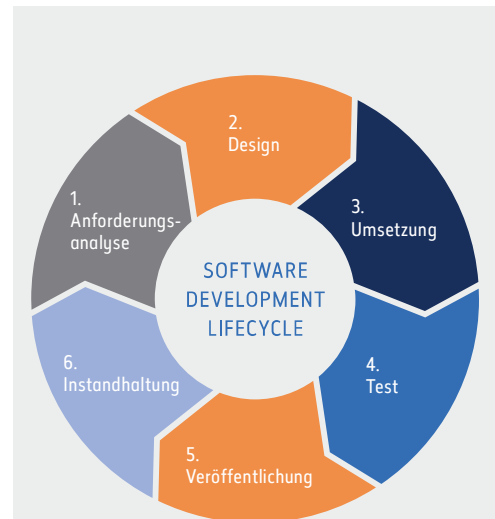 1.
Anforderungs-
analyse
2.
Design
3.
Umsetzung
4.
Test
5.
Veröffentlichung
6.
Instandhaltung
SOFTWARE
DEVELOPMENT
LIFECYCLE